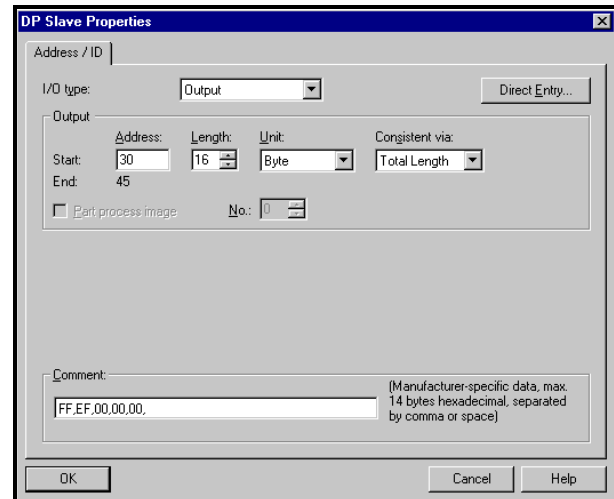 DP Slave Properties
Address / ID
I/O type: Output Direct Entry...
Output
Address: Length: Unit: Consistent via:
Start: 30 16 Byte Total Length
End: 45
Part process image No.: 0
Comment:
FF,EF,00,00,00,
(Manufacturer-specific data, max.
14 bytes hexadecimal, separated
by comma or space)
OK Cancel Help